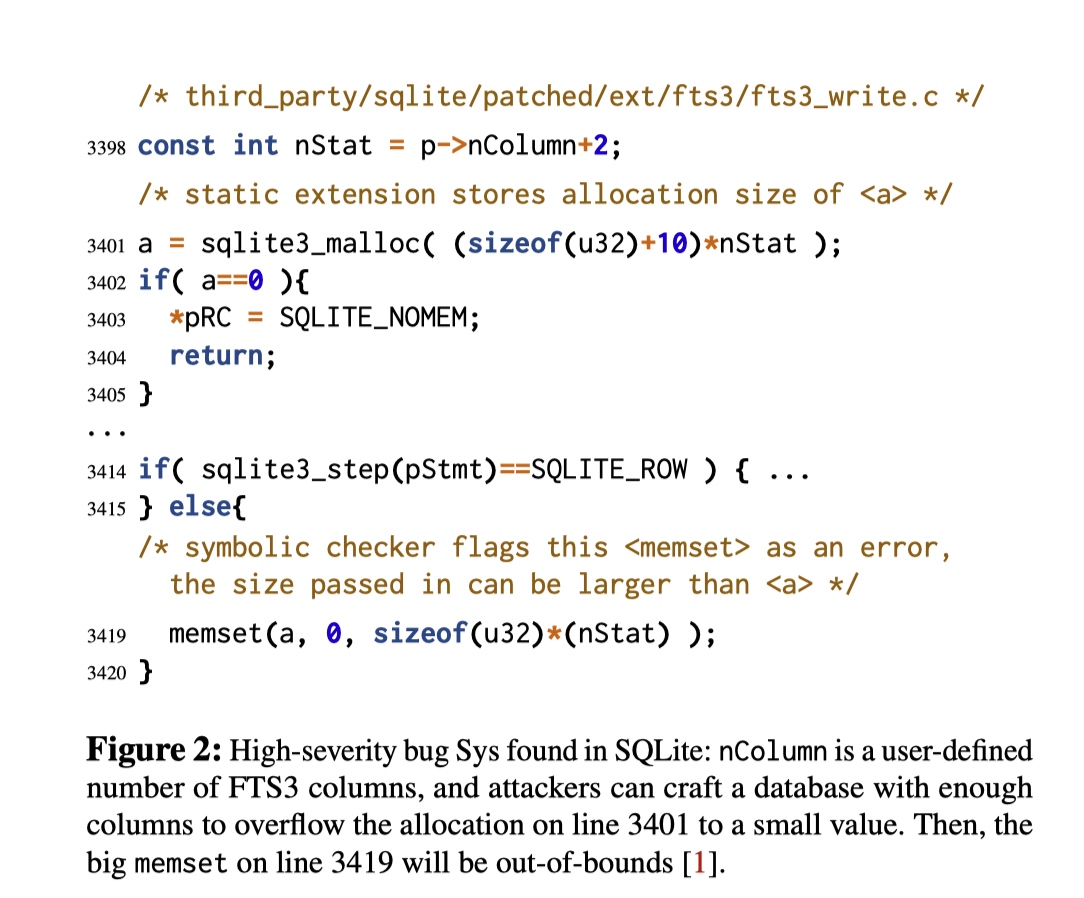 /* third_party/sqlite/patched/ext/fts3/fts3_write.c */
3398 const int nStat = p->nColumn+2;
/* static extension stores allocation size of <a> */
3401 a = sqlite3_malloc( (sizeof(u32)+10)*nStat );
3402 if( a==0 ){
3403   *pRC = SQLITE_NOMEM;
3404   return;
3405 }
...
3414 if( sqlite3_step(pStmt)==SQLITE_ROW ) { ...
3415 } else{
/* symbolic checker flags this <memset> as an error,
the size passed in can be larger than <a> */
3419   memset(a, 0, sizeof(u32)*(nStat) );
3420 }
Figure 2: High-severity bug Sys found in SQLite: nColumn is a user-defined
number of FTS3 columns, and attackers can craft a database with enough
columns to overflow the allocation on line 3401 to a small value. Then, the
big memset on line 3419 will be out-of-bounds [1].